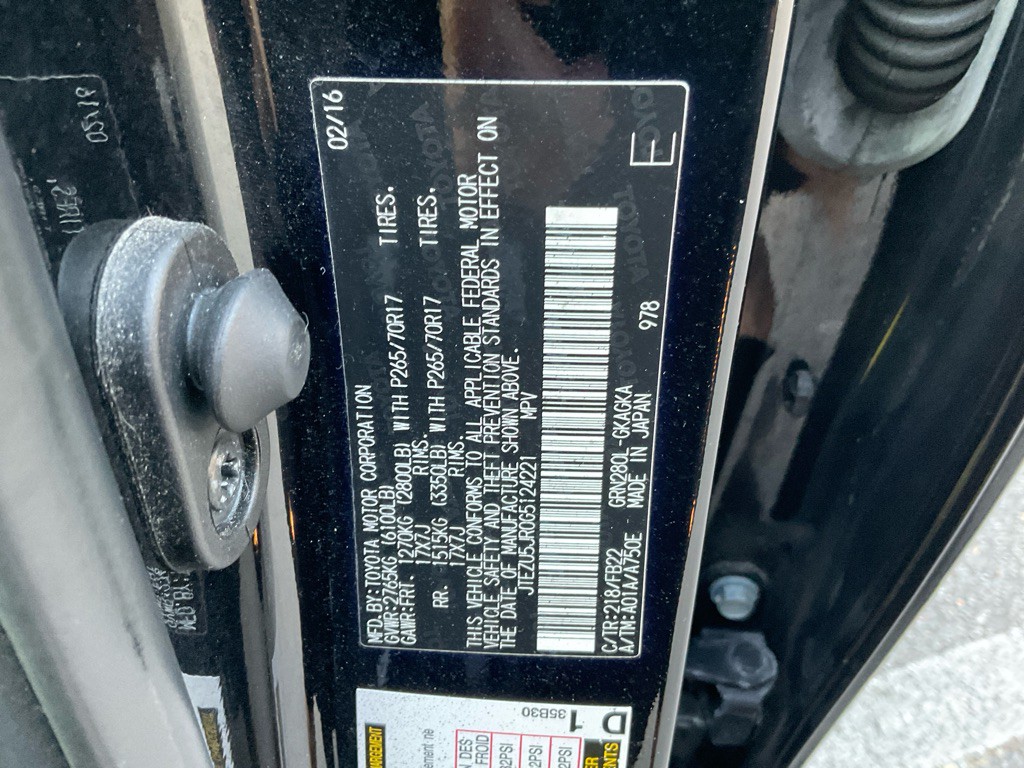 02/16
MFD.BY:TOYOTA MOTOR CORPORATION
GVWR:2765KG (6100LB)
GAWR:FRT. 1270KG (2800LB) WITH P265/70R17 TIRES.
17X7J RIMS.
RR. 1515KG (3350LB) WITH P265/70R17 TIRES.
17X7J RIMS.
THIS VEHICLE CONFORMS TO ALL APPLICABLE FEDERAL MOTOR
VEHICLE SAFETY AND THEFT PREVENTION STANDARDS IN EFFECT ON
THE DATE OF MANUFACTURE SHOWN ABOVE.
JTEZU5JR0G5124221 MPV
C/TR:218/FB22 GRN280L-GKAGKA
A/TM:A01A/A750E MADE IN JAPAN 978
E
TOYOTA
35B30
1
D